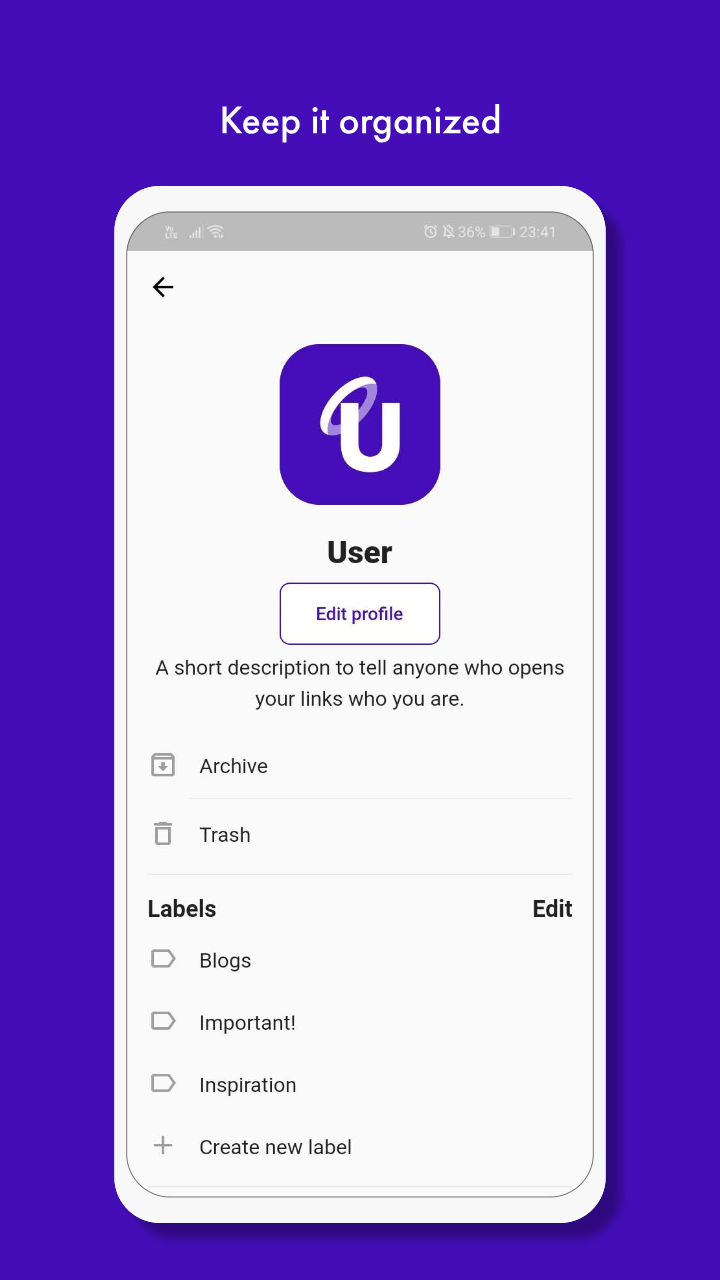 Keep it organized
Vo
LTE
36% 23:41
U
User
Edit profile
A short description to tell anyone who opens
your links who you are.
Archive
Trash
Labels Edit
Blogs
Important!
Inspiration
Create new label